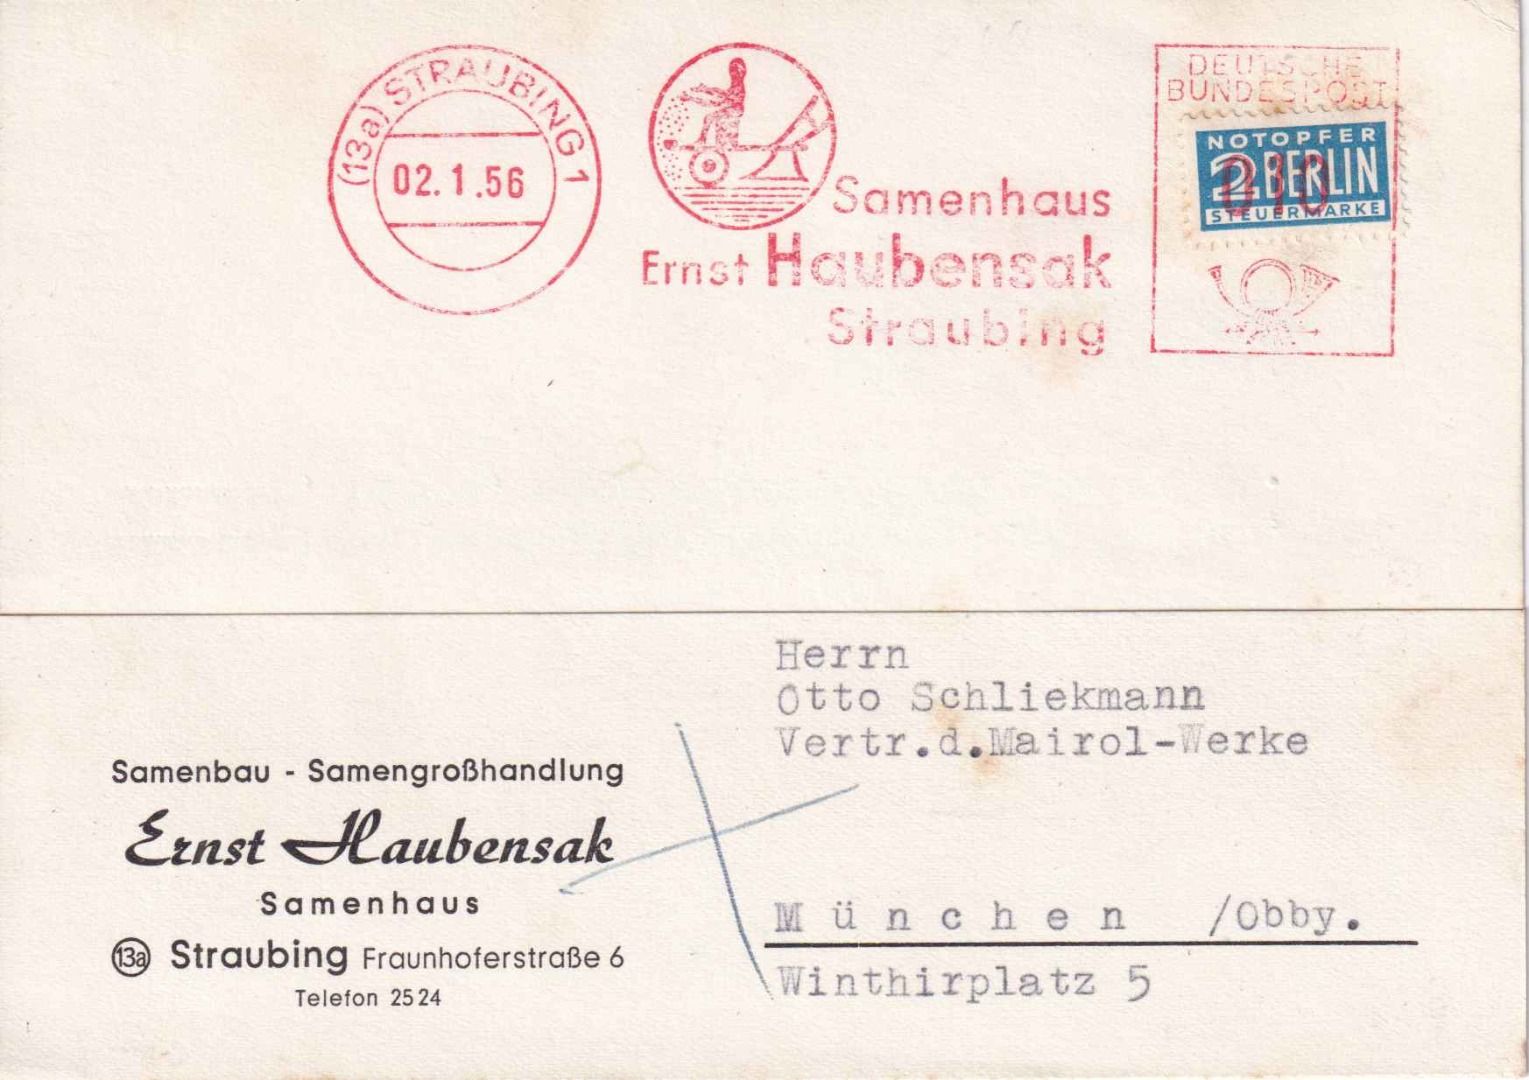 (13a) STRAUBING 1
02.1.56
Samenhaus
Ernst Haubensak
Straubing
DEUTSCHE
BUNDESPOST
NOTOPFER
2 BERLIN
STEUERMARKE
010
Herrn
Otto Schliekmann
Vertr.d.Mairol-Werke
München /Obby.
Winthirplatz 5
Samenbau - Samengroßhandlung
Ernst Haubensak
Samenhaus
13a Straubing Fraunhoferstraße 6
Telefon 2524